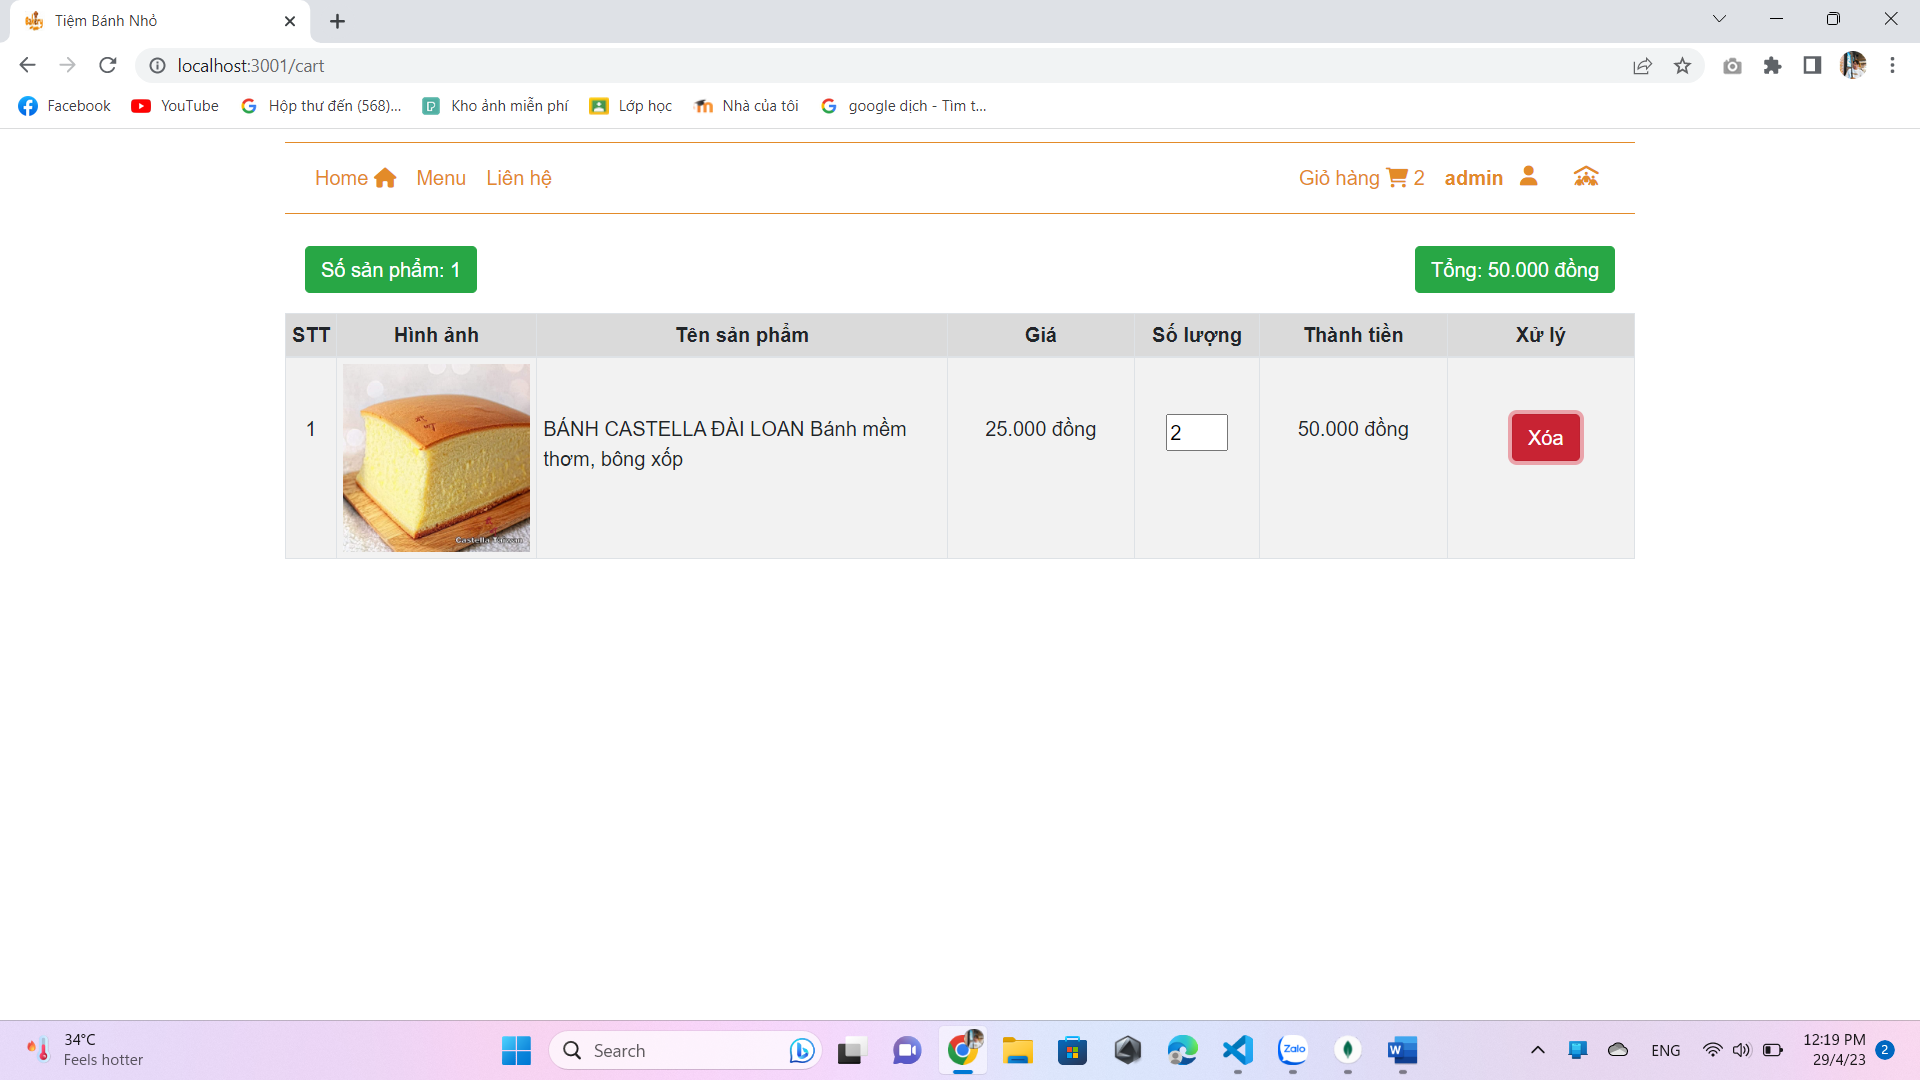 Tiệm Bánh Nhỏ
localhost:3001/cart
Facebook YouTube Hộp thư đến (568)... Kho ảnh miễn phí Lớp học Nhà của tôi google dịch - Tìm t...
Home Menu Liên hệ Giỏ hàng 2 admin
Số sản phẩm: 1 Tổng: 50.000 đồng
STT Hình ảnh Tên sản phẩm Giá Số lượng Thành tiền Xử lý
1 BÁNH CASTELLA ĐÀI LOAN Bánh mềm 25.000 đồng 2 50.000 đồng Xóa
thơm, bông xốp
Castella Taiwan
34°C
Feels hotter
Search
Zalo
ENG
12:19 PM
29/4/23
2